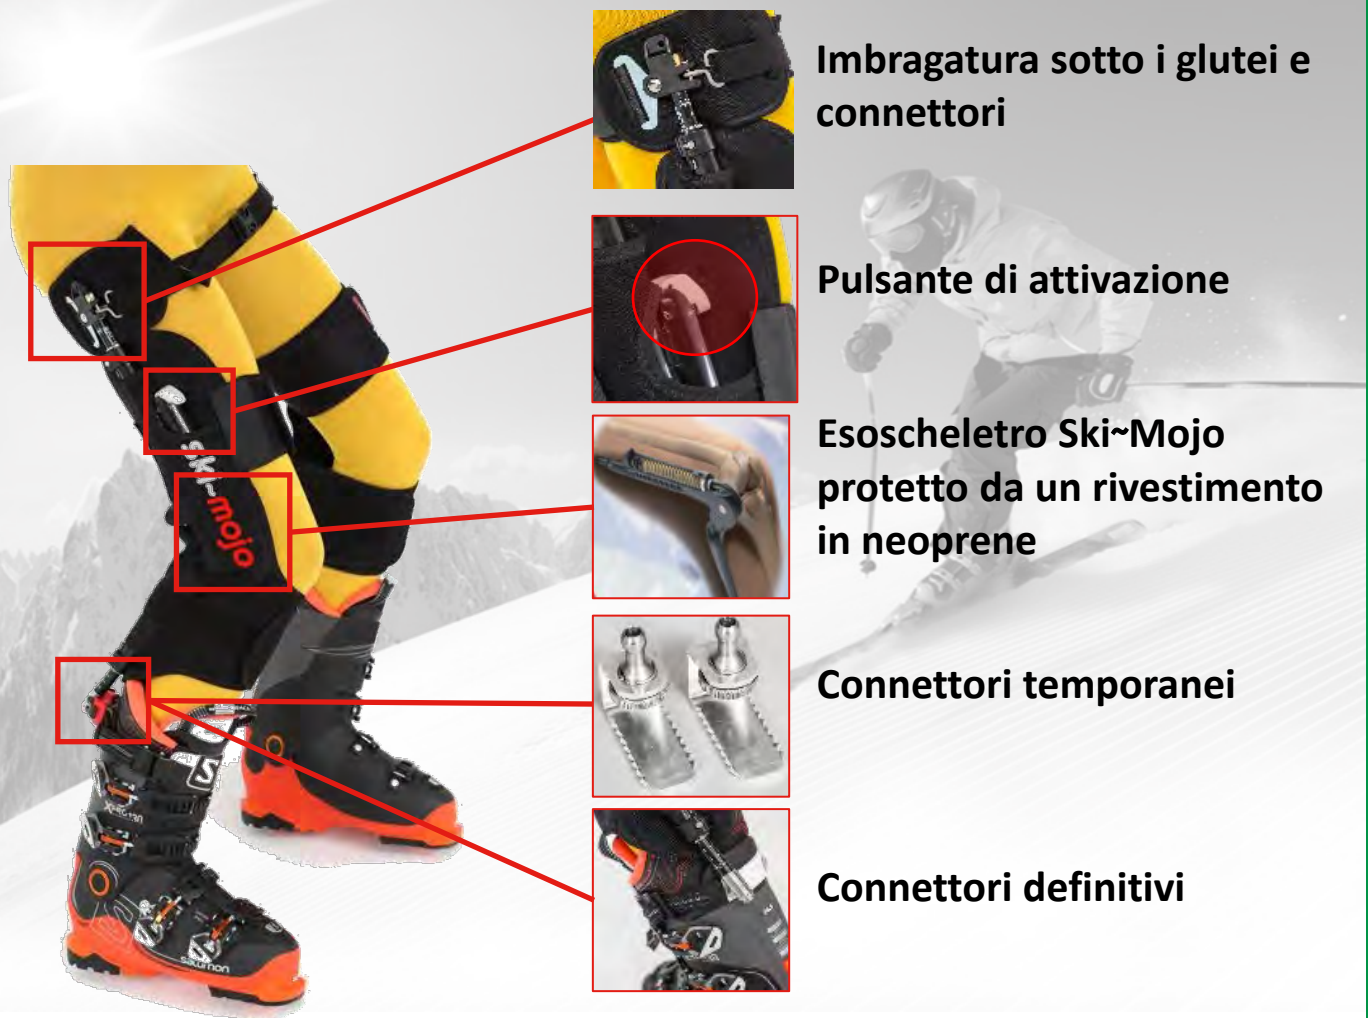 Imbragatura sotto i glutei e
connettori
Pulsante di attivazione
Esoscheletro Ski~Mojo
protetto da un rivestimento
in neoprene
Connettori temporanei
Connettori definitivi
ski~mojo
salomon